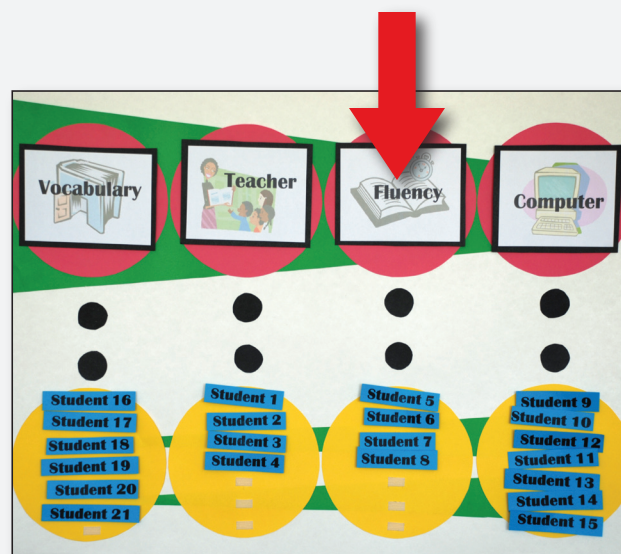 Vocabulary
Teacher
Fluency
Computer
Student 16
Student 17
Student 18
Student 19
Student 20
Student 21
Student 1
Student 2
Student 3
Student 4
Student 5
Student 6
Student 7
Student 8
Student 9
Student 10
Student 12
Student 11
Student 13
Student 14
Student 15